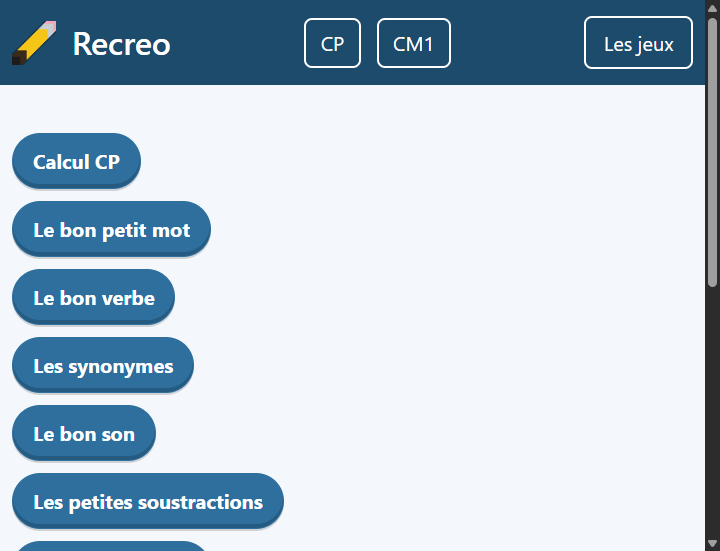 Recreo
CP
CM1
Les jeux
Calcul CP
Le bon petit mot
Le bon verbe
Les synonymes
Le bon son
Les petites soustractions